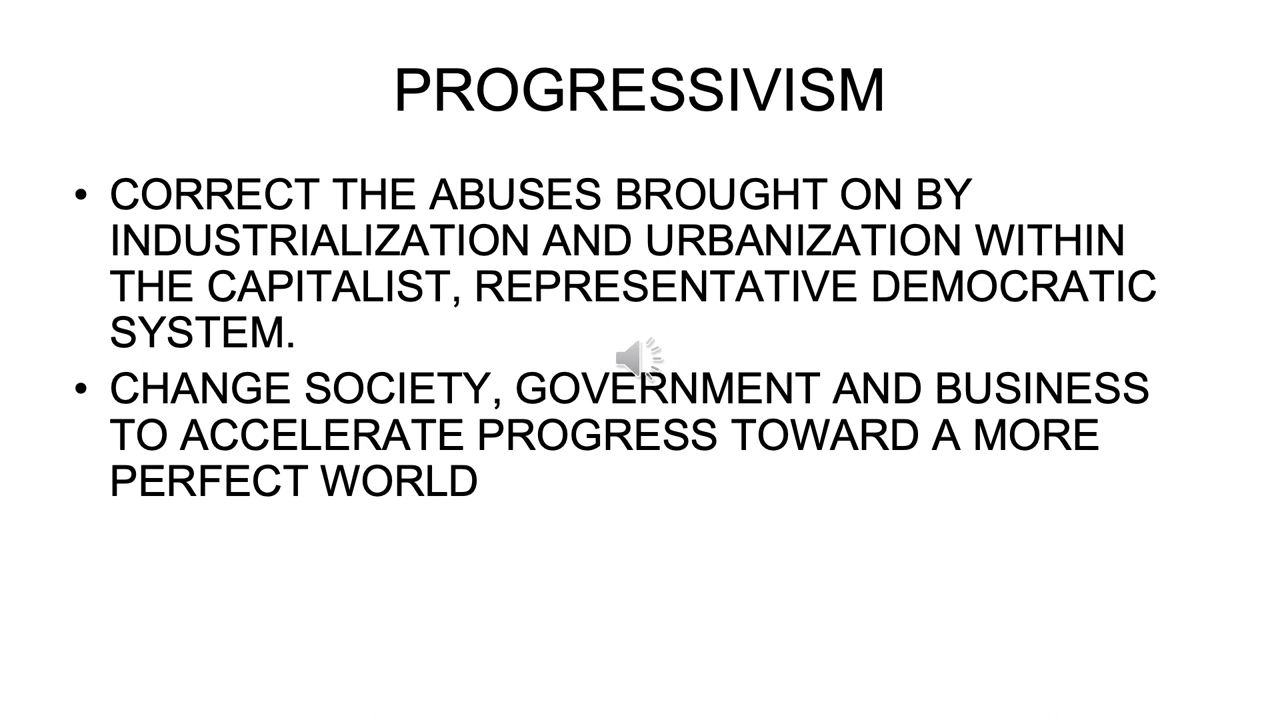 PROGRESSIVISM
• CORRECT THE ABUSES BROUGHT ON BY
INDUSTRIALIZATION AND URBANIZATION WITHIN
THE CAPITALIST, REPRESENTATIVE DEMOCRATIC
SYSTEM.
• CHANGE SOCIETY, GOVERNMENT AND BUSINESS
TO ACCELERATE PROGRESS TOWARD A MORE
PERFECT WORLD